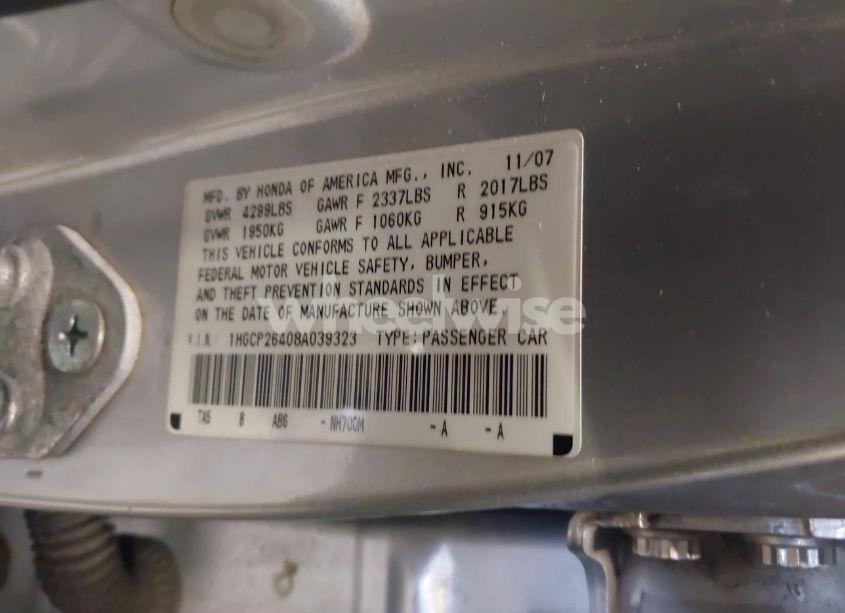 MFD. BY HONDA OF AMERICA MFG., INC. 11/07
GVWR 4299LBS GAWR F 2337LBS R 2017LBS
GVWR 1950KG GAWR F 1060KG R 915KG
THIS VEHICLE CONFORMS TO ALL APPLICABLE
FEDERAL MOTOR VEHICLE SAFETY, BUMPER,
AND THEFT PREVENTION STANDARDS IN EFFECT
ON THE DATE OF MANUFACTURE SHOWN ABOVE.
wheelwise
V.I.N.: 1HGCP26408A039323 TYPE: PASSENGER CAR
TA5 8 AB6 - NH700M - A - A